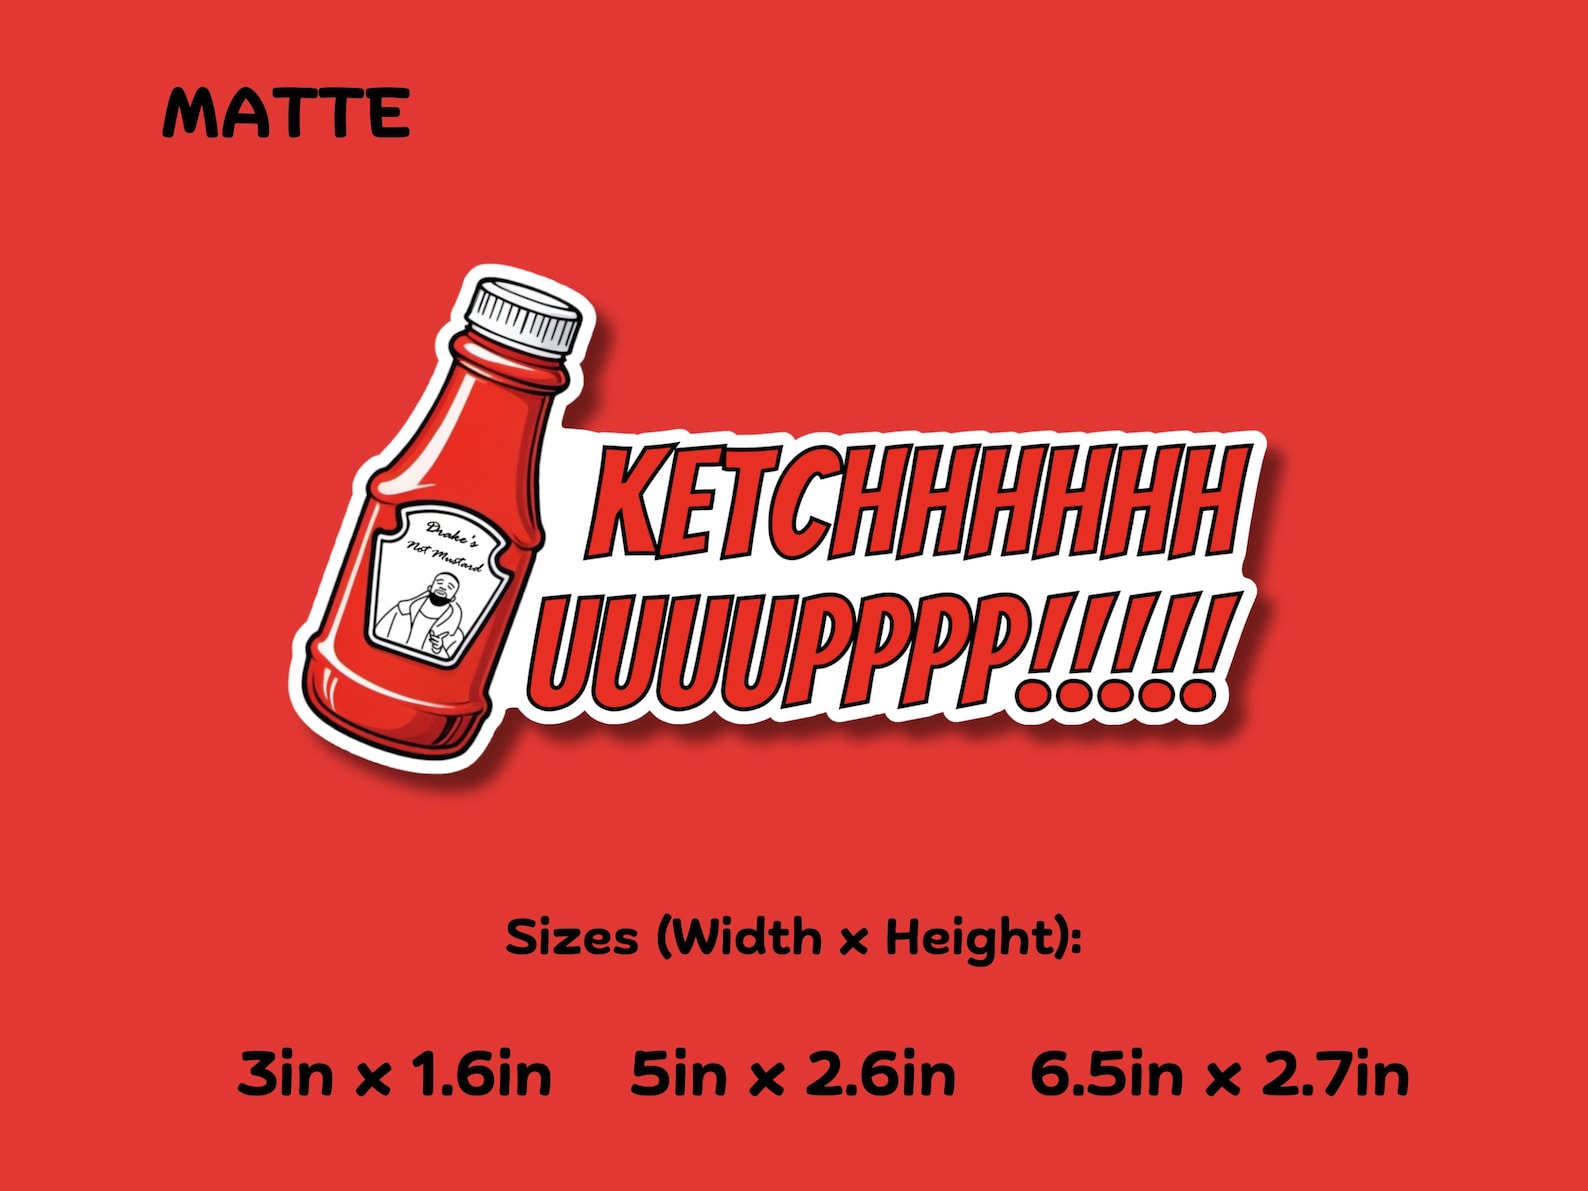 MATTE
Drake's
Not Mustard
KETCHHHHHH
UUUUPPPP!!!!!
Sizes (Width x Height):
3in x 1.6in 5in x 2.6in 6.5in x 2.7in